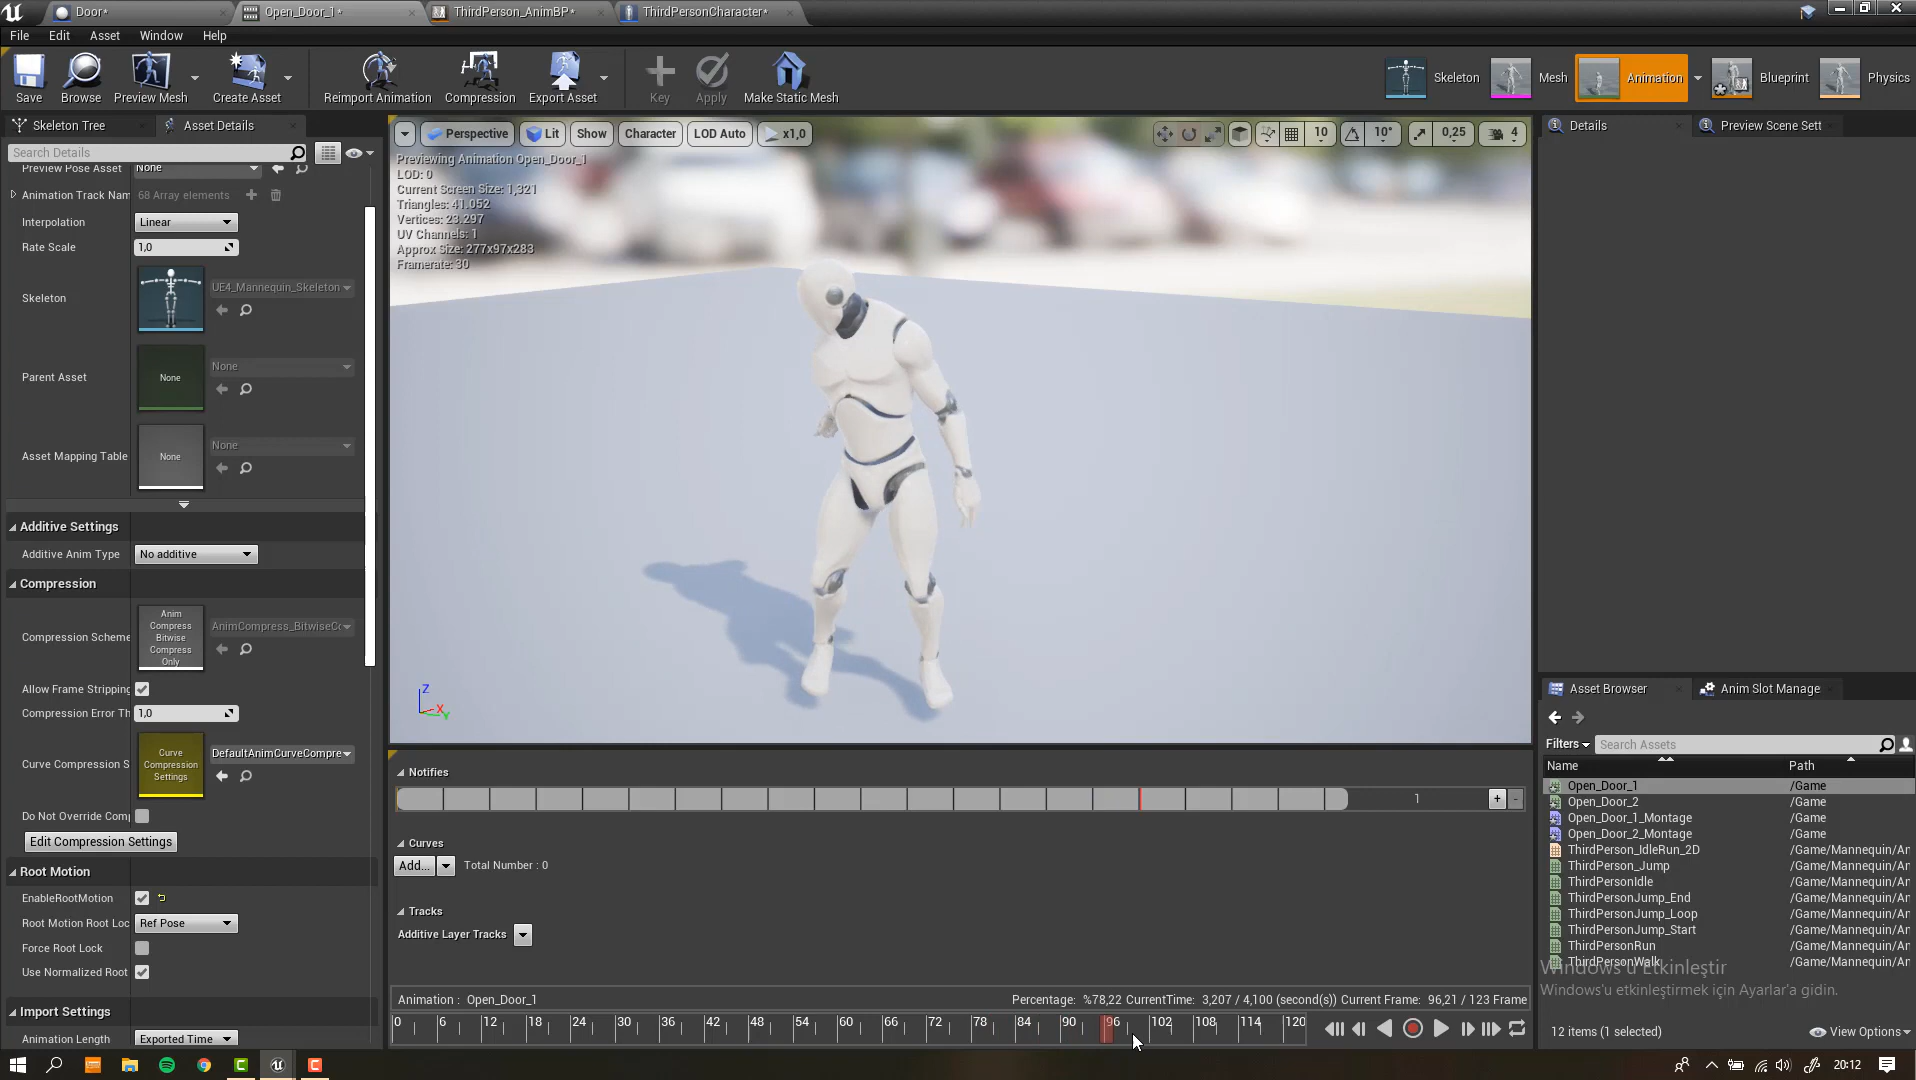 Door*
Open_Door_1*
ThirdPerson_AnimBP*
ThirdPersonCharacter*
File Edit Asset Window Help
Save
Browse
Preview Mesh
Create Asset
Reimport Animation
Compression
Export Asset
Key
Apply
Make Static Mesh
Skeleton
Mesh
Animation
Blueprint
Physics
Skeleton Tree
Asset Details
Search Details
Preview Pose Asset None
Animation Track Nam 68 Array elements
Interpolation Linear
Rate Scale 1,0
Skeleton UE4_Mannequin_Skeleton
Parent Asset None None
Asset Mapping Table None None
Additive Settings
Additive Anim Type No additive
Compression
Compression Scheme
Anim
Compress
Bitwise
Compress
Only
AnimCompress_BitwiseCo
Allow Frame Stripping
Compression Error Th 1,0
Curve Compression S
Curve
Compression
Settings
DefaultAnimCurveCompre
Do Not Override Comp
Edit Compression Settings
Root Motion
EnableRootMotion
Root Motion Root Loc Ref Pose
Force Root Lock
Use Normalized Root
Import Settings
Animation Length Exported Time
Perspective Lit Show Character LOD Auto x1,0
10 10° 0,25 4
Previewing Animation Open_Door_1
LOD: 0
Current Screen Size: 1,321
Triangles: 41.052
Vertices: 23.297
UV Channels: 1
Approx Size: 277x97x283
Framerate: 30
Z
X
Y
Notifies
1
+ -
Curves
Add... Total Number : 0
Tracks
Additive Layer Tracks
Animation : Open_Door_1
Percentage: %78,22 CurrentTime: 3,207 / 4,100 (second(s)) Current Frame: 96,21 / 123 Frame
0 6 12 18 24 30 36 42 48 54 60 66 72 78 84 90 96 102 108 114 120
Details
Preview Scene Sett
Asset Browser
Anim Slot Manage
Filters Search Assets
Name Path
Open_Door_1 /Game
Open_Door_2 /Game
Open_Door_1_Montage /Game
Open_Door_2_Montage /Game
ThirdPerson_IdleRun_2D /Game/Mannequin/Ar
ThirdPerson_Jump /Game/Mannequin/Ar
ThirdPersonIdle /Game/Mannequin/Ar
ThirdPersonJump_End /Game/Mannequin/Ar
ThirdPersonJump_Loop /Game/Mannequin/Ar
ThirdPersonJump_Start /Game/Mannequin/Ar
ThirdPersonRun /Game/Mannequin/Ar
ThirdPersonWalk /Game/Mannequin/Ar
Windows'u Etkinleştir
Windows'u etkinleştirmek için Ayarlar'a gidin.
12 items (1 selected)
View Options
20:12